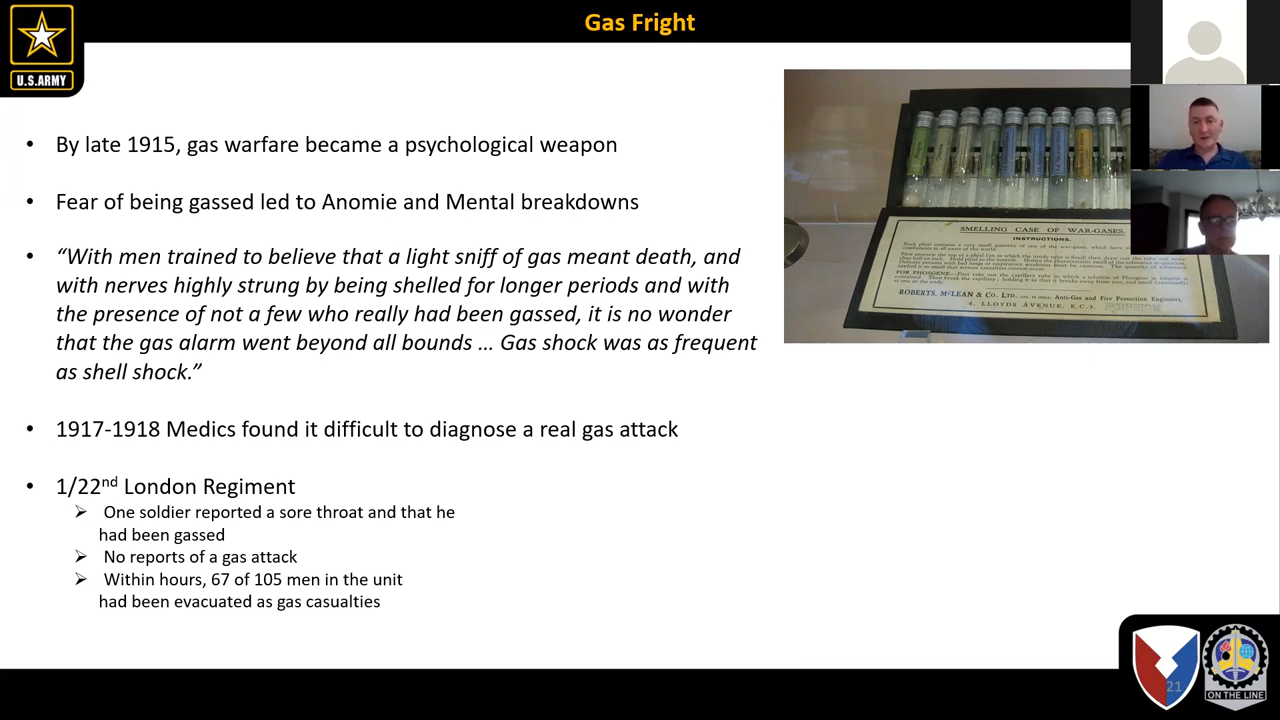 Gas Fright
U.S.ARMY
• By late 1915, gas warfare became a psychological weapon
• Fear of being gassed led to Anomie and Mental breakdowns
• “With men trained to believe that a light sniff of gas meant death, and
with nerves highly strung by being shelled for longer periods and with
the presence of not a few who really had been gassed, it is no wonder
that the gas alarm went beyond all bounds … Gas shock was as frequent
as shell shock.”
• 1917-1918 Medics found it difficult to diagnose a real gas attack
• 1/22nd London Regiment
➢ One soldier reported a sore throat and that he
had been gassed
➢ No reports of a gas attack
➢ Within hours, 67 of 105 men in the unit
had been evacuated as gas casualties
SMELLING CASE OF WAR-GASES.
INSTRUCTIONS.
ROBERTS, McLEAN & Co. LTD., Anti-Gas and Fire Protection Engineers,
4, LLOYDS AVENUE, E.C.3.
21
ON THE LINE